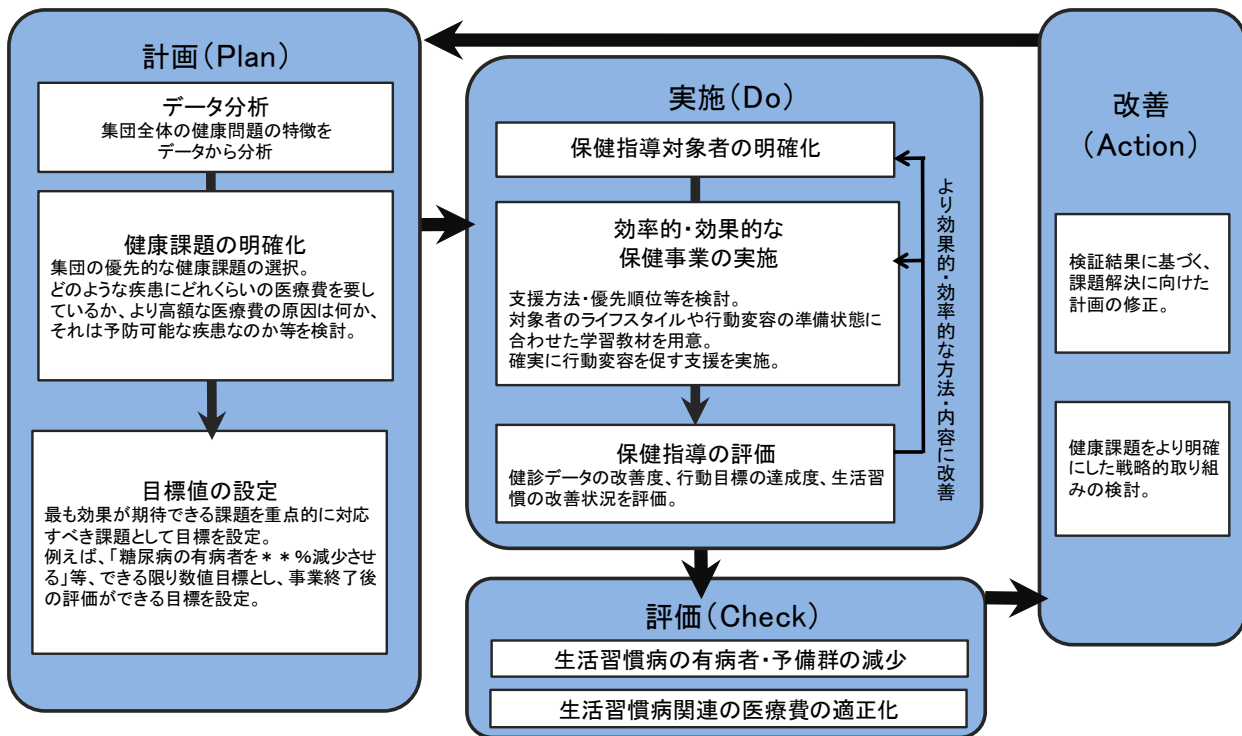 計画(Plan)
データ分析
集団全体の健康問題の特徴を
データから分析
健康課題の明確化
集団の優先的な健康課題の選択。
どのような疾患にどれくらいの医療費を要し
ているか、より高額な医療費の原因は何か、
それは予防可能な疾患なのか等を検討。
目標値の設定
最も効果が期待できる課題を重点的に対応
すべき課題として目標を設定。
例えば、「糖尿病の有病者を**%減少させ
る」等、できる限り数値目標とし、事業終了後
の評価ができる目標を設定。
実施(Do)
保健指導対象者の明確化
効率的・効果的な
保健事業の実施
支援方法・優先順位等を検討。
対象者のライフスタイルや行動変容の準備状態に
合わせた学習教材を用意。
確実に行動変容を促す支援を実施。
保健指導の評価
健診データの改善度、行動目標の達成度、生活習
慣の改善状況を評価。
より効果的・効率的な方法・内容に改善
評価(Check)
生活習慣病の有病者・予備群の減少
生活習慣病関連の医療費の適正化
改善
(Action)
検証結果に基づく、
課題解決に向けた
計画の修正。
健康課題をより明確
にした戦略的取り組
みの検討。